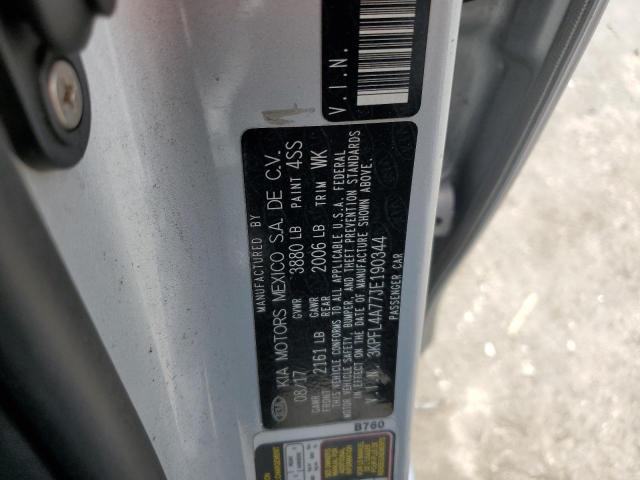 V.I.N.
MANUFACTURED BY
KIA MOTORS MEXICO S.A. DE C.V.
08/17 GVWR 3880 LB PAINT 4SS
GAWR FRONT 2161 LB GAWR REAR 2006 LB TRIM WK
THIS VEHICLE CONFORMS TO ALL APPLICABLE U.S.A. FEDERAL
MOTOR VEHICLE SAFETY, BUMPER, AND THEFT PREVENTION STANDARDS
IN EFFECT ON THE DATE OF MANUFACTURE SHOWN ABOVE.
V.I.N. 3KPFL4A77JE190344
PASSENGER CAR
B760